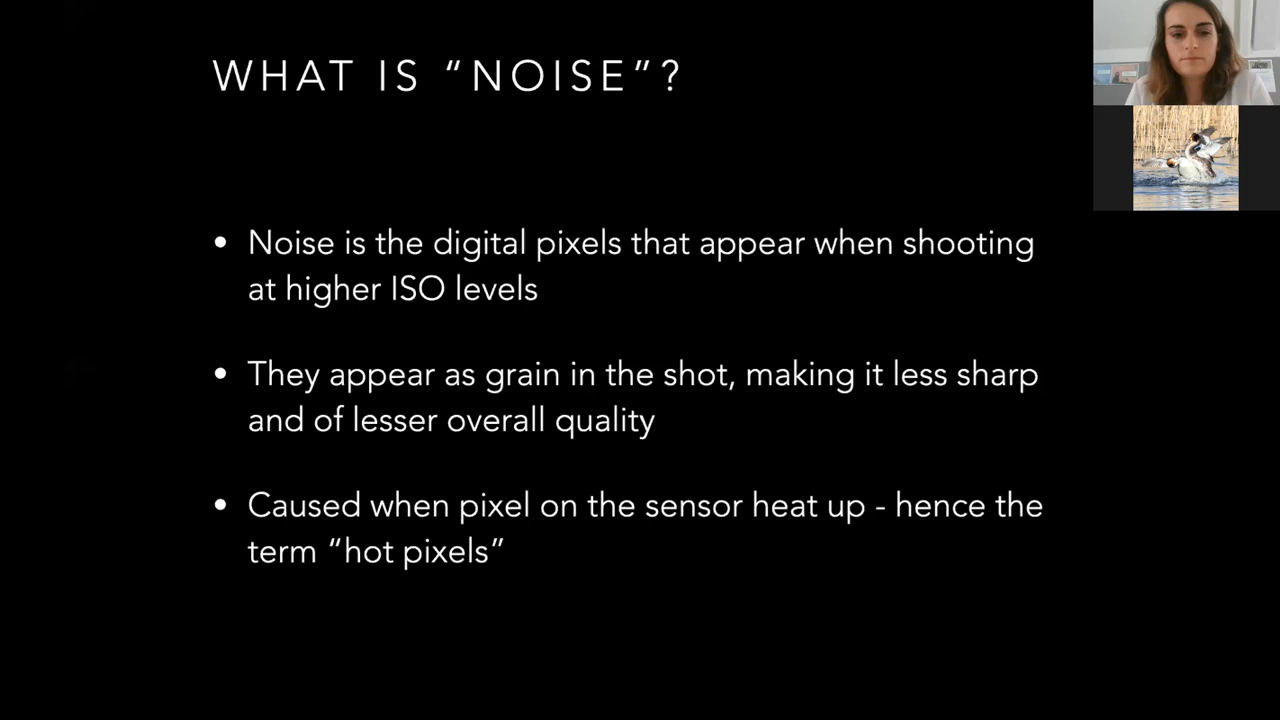 WHAT IS “NOISE”?
• Noise is the digital pixels that appear when shooting
at higher ISO levels
• They appear as grain in the shot, making it less sharp
and of lesser overall quality
• Caused when pixel on the sensor heat up - hence the
term “hot pixels”